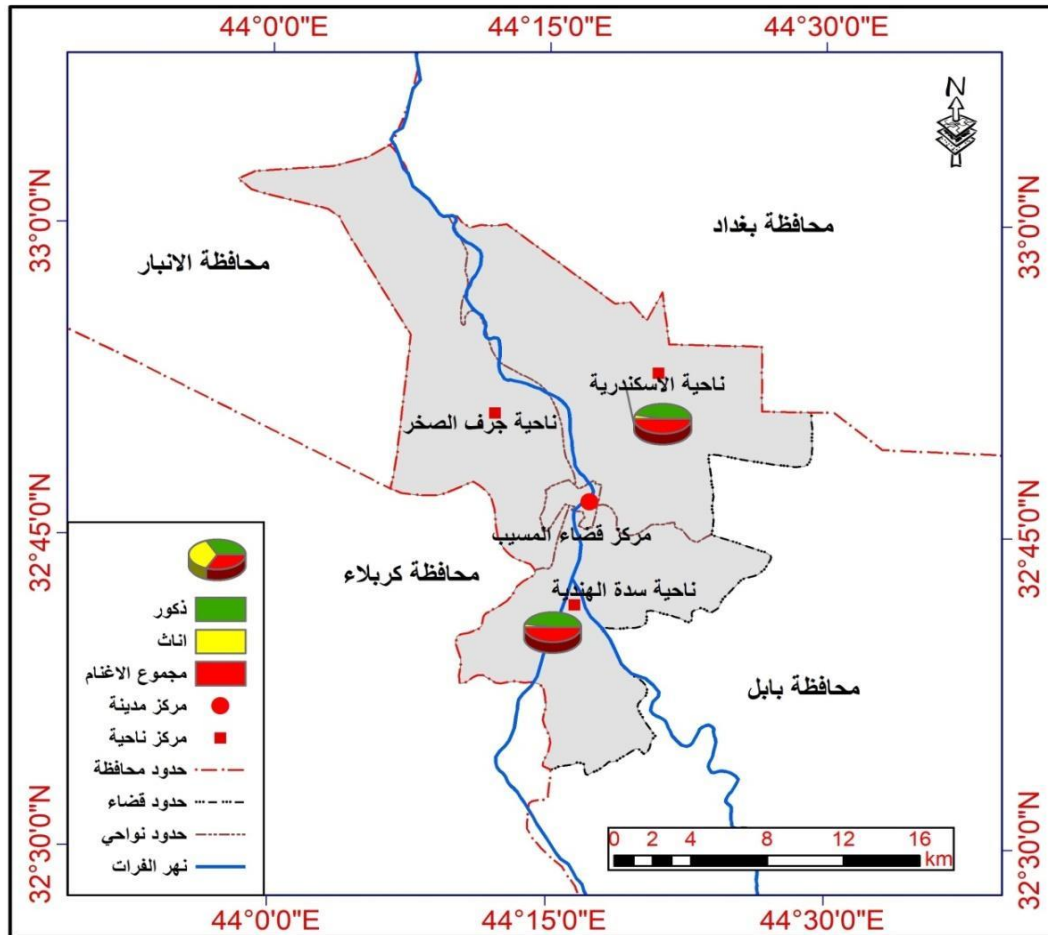 44°0'0"E
44°15'0"E
44°30'0"E
N
33°0'0"N
33°0'0"N
محافظة بغداد
محافظة الانبار
ناحية الاسكندرية
ناحية جرف الصخر
32°45'0"N
32°45'0"N
مركز قضاء المسيب
محافظة كربلاء
ناحية سدة الهندية
محافظة بابل
ذكور
اناث
مجموع الاغنام
مركز مدينة
مركز ناحية
حدود محافظة
حدود قضاء
حدود نواحي
نهر الفرات
0 2 4 8 12 16
km
32°30'0"N
32°30'0"N
44°0'0"E
44°15'0"E
44°30'0"E